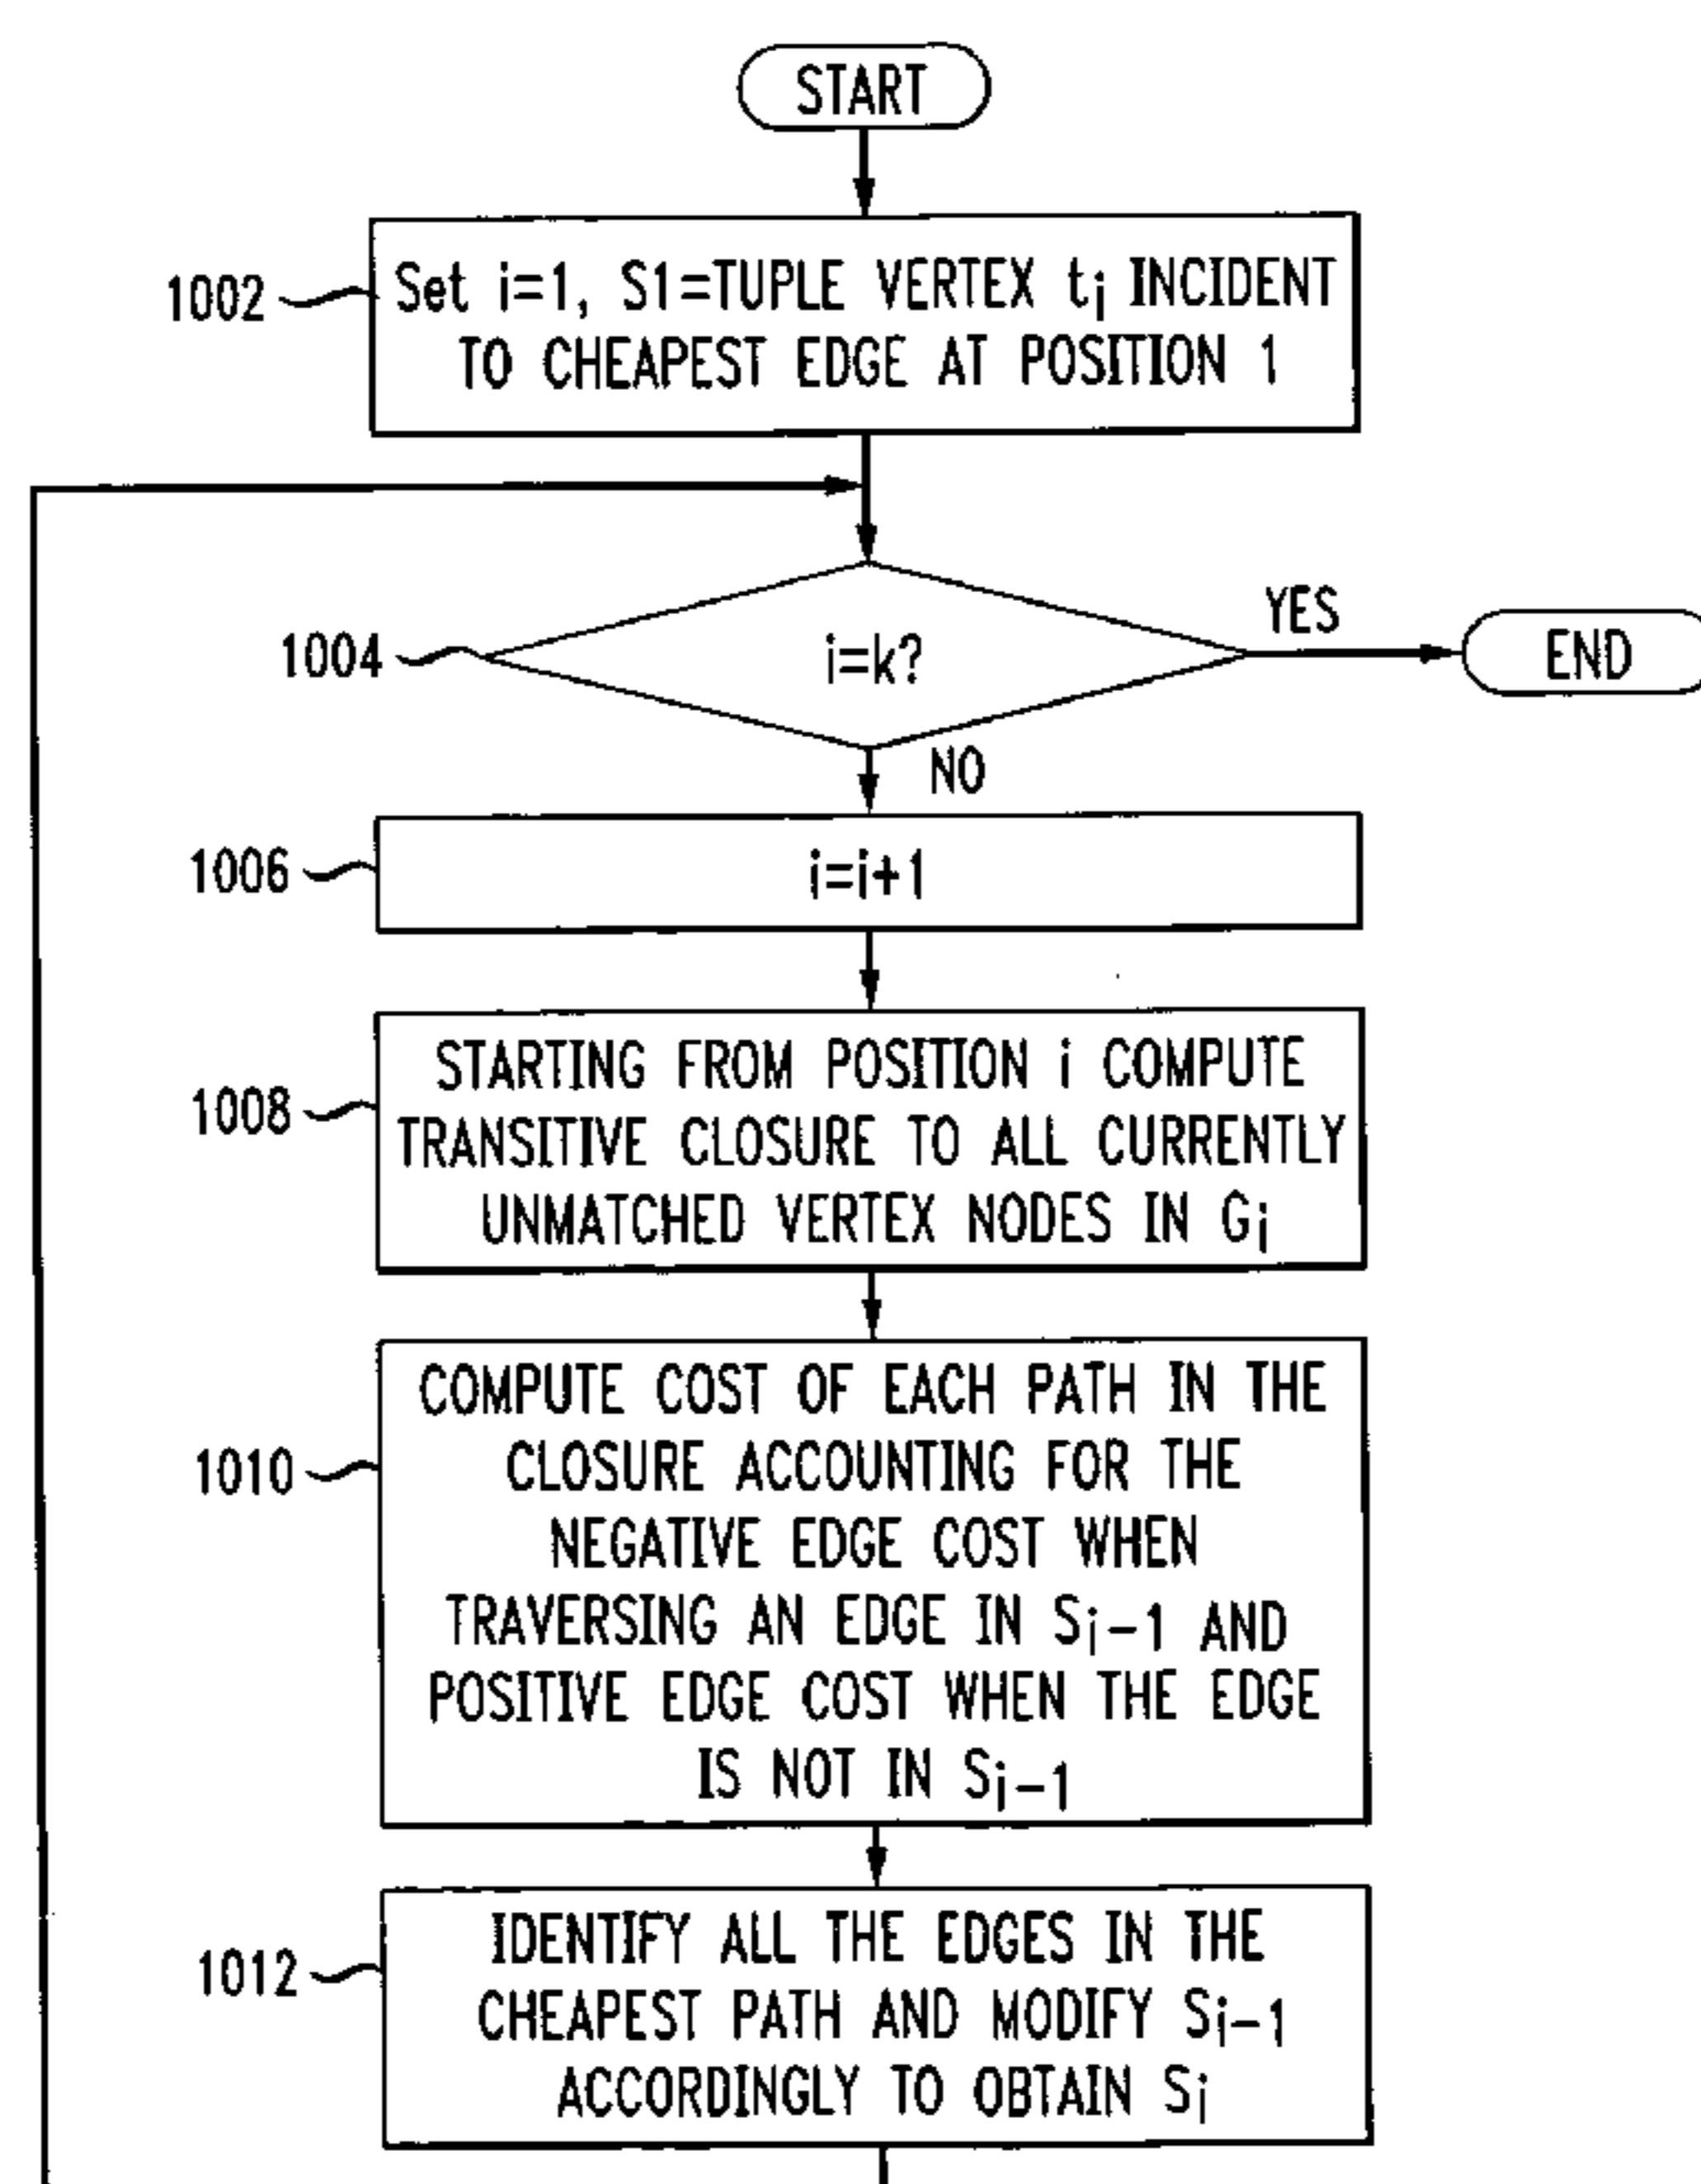 START
1002 Set i=1, S1=TUPLE VERTEX ti INCIDENT
TO CHEAPEST EDGE AT POSITION 1
1004 i=k?
YES
END
NO
1006 i=i+1
1008
STARTING FROM POSITION i COMPUTE
TRANSITIVE CLOSURE TO ALL CURRENTLY
UNMATCHED VERTEX NODES IN Gi
1010
COMPUTE COST OF EACH PATH IN THE
CLOSURE ACCOUNTING FOR THE
NEGATIVE EDGE COST WHEN
TRAVERSING AN EDGE IN Si-1 AND
POSITIVE EDGE COST WHEN THE EDGE
IS NOT IN Si-1
1012
IDENTIFY ALL THE EDGES IN THE
CHEAPEST PATH AND MODIFY Si-1
ACCORDINGLY TO OBTAIN Si